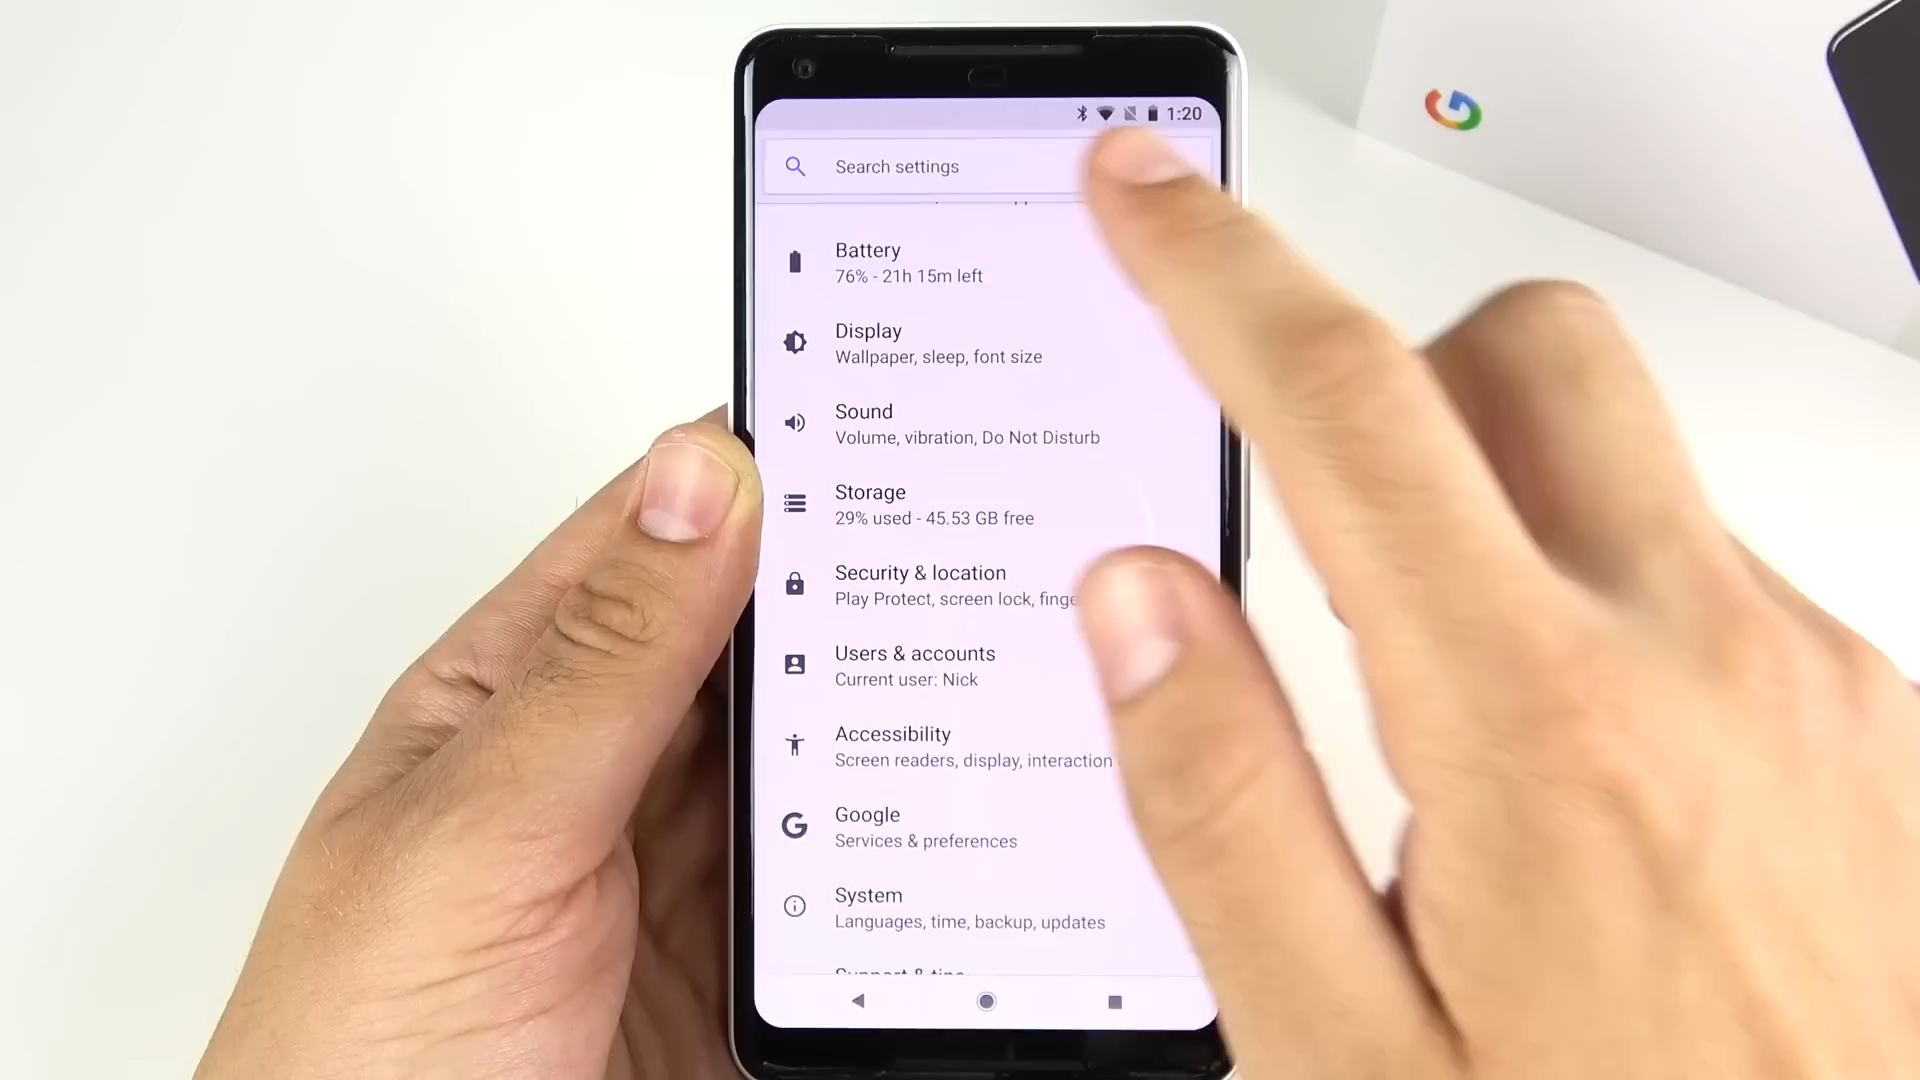 1:20
Search settings
Battery
76% - 21h 15m left
Display
Wallpaper, sleep, font size
Sound
Volume, vibration, Do Not Disturb
Storage
29% used - 45.53 GB free
Security & location
Play Protect, screen lock, finge
Users & accounts
Current user: Nick
Accessibility
Screen readers, display, interaction
Google
Services & preferences
System
Languages, time, backup, updates